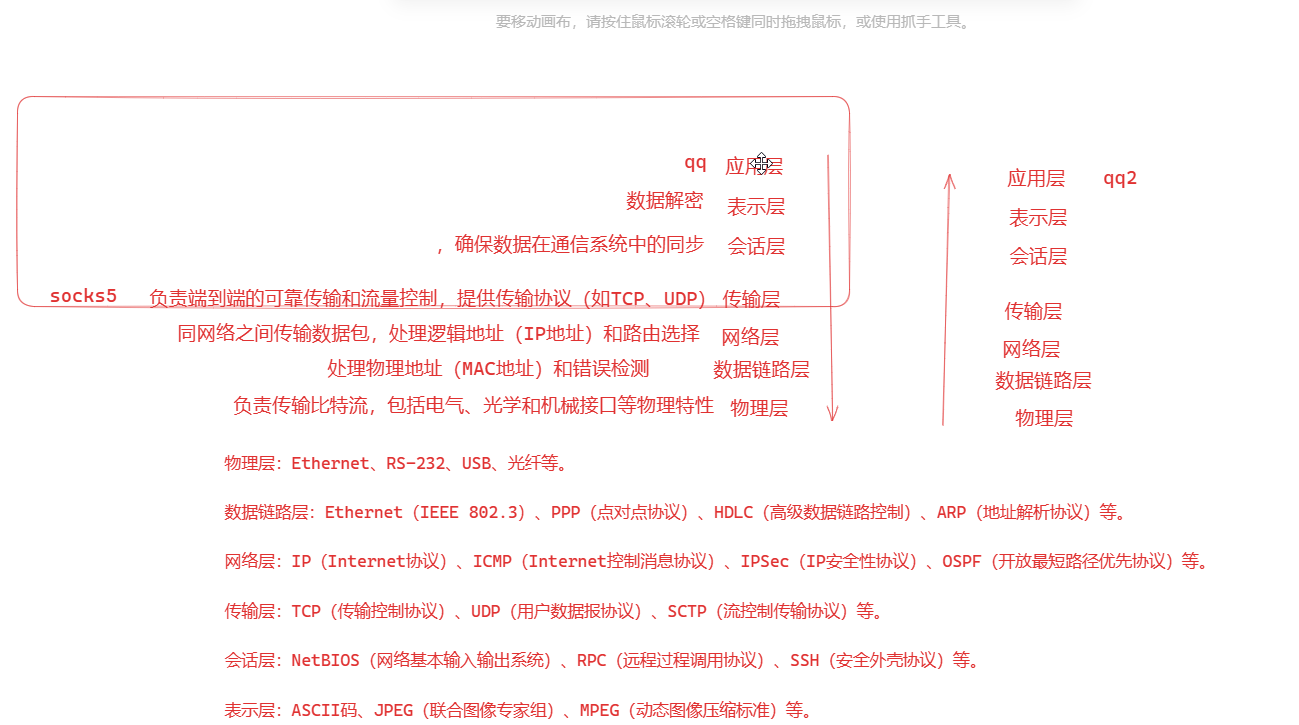 要移动画布，请按住鼠标滚轮或空格键同时拖拽鼠标，或使用抓手工具。
qq 应用层
数据解密 表示层
，确保数据在通信系统中的同步 会话层
socks5 负责端到端的可靠传输和流量控制，提供传输协议（如TCP、UDP） 传输层
同网络之间传输数据包，处理逻辑地址（IP地址）和路由选择 网络层
处理物理地址（MAC地址）和错误检测 数据链路层
负责传输比特流，包括电气、光学和机械接口等物理特性 物理层
应用层 qq2
表示层
会话层
传输层
网络层
数据链路层
物理层
物理层：Ethernet、RS-232、USB、光纤等。
数据链路层：Ethernet（IEEE 802.3）、PPP（点对点协议）、HDLC（高级数据链路控制）、ARP（地址解析协议）等。
网络层：IP（Internet协议）、ICMP（Internet控制消息协议）、IPSec（IP安全性协议）、OSPF（开放最短路径优先协议）等。
传输层：TCP（传输控制协议）、UDP（用户数据报协议）、SCTP（流控制传输协议）等。
会话层：NetBIOS（网络基本输入输出系统）、RPC（远程过程调用协议）、SSH（安全外壳协议）等。
表示层：ASCII码、JPEG（联合图像专家组）、MPEG（动态图像压缩标准）等。